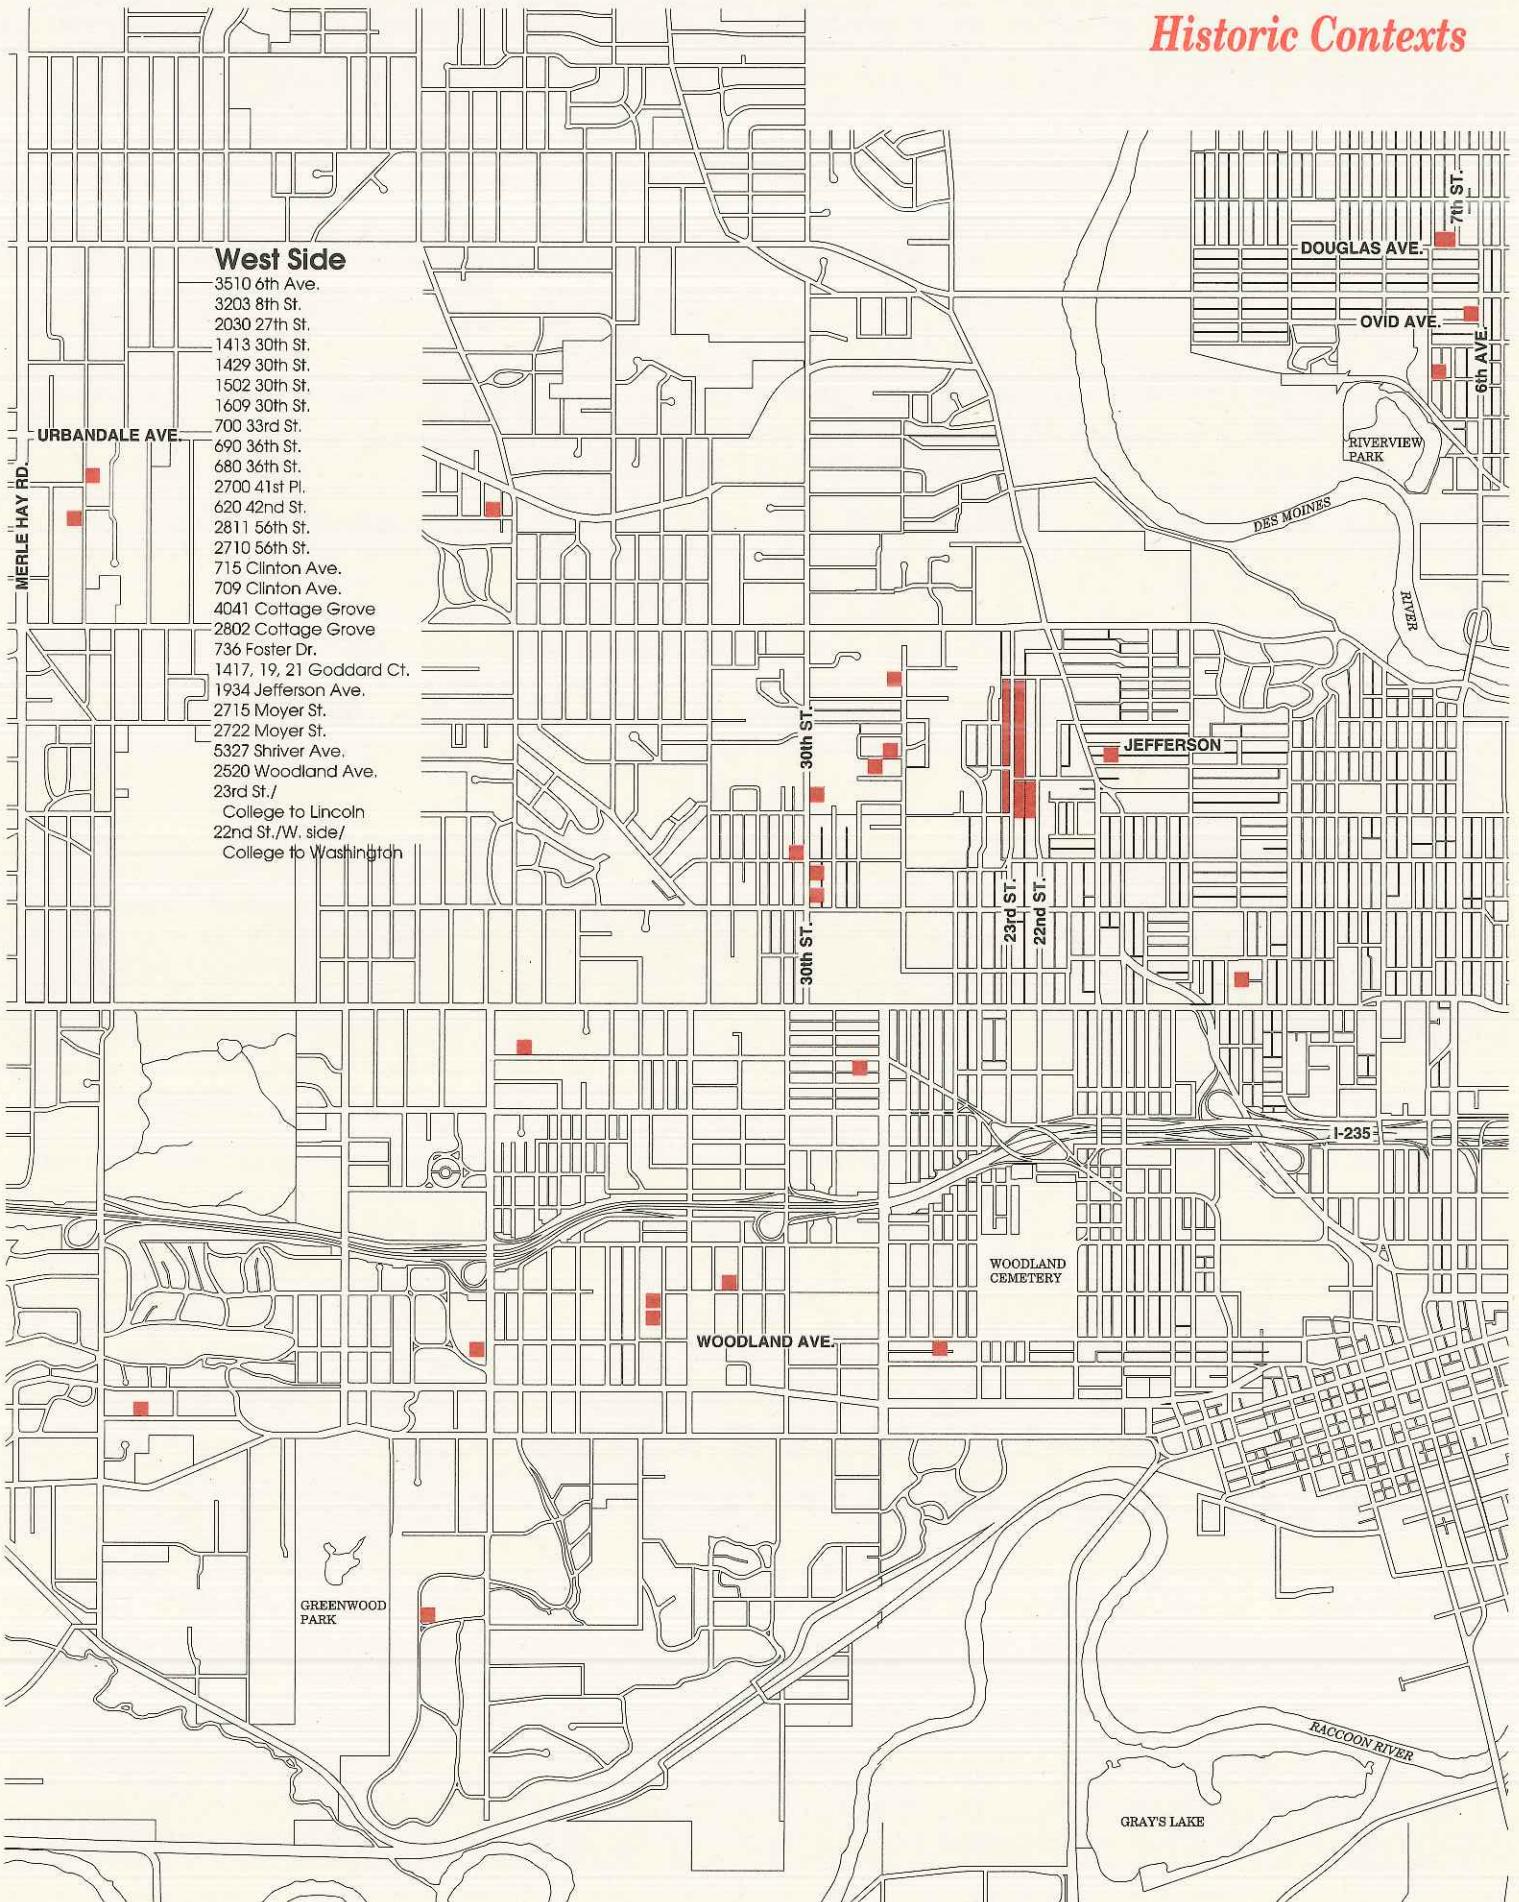 Historic Contexts
7th ST.
DOUGLAS AVE.
West Side
3510 6th Ave.
3203 8th St.
2030 27th St.
1413 30th St.
1429 30th St.
1502 30th St.
1609 30th St.
700 33rd St.
690 36th St.
680 36th St.
2700 41st Pl.
620 42nd St.
2811 56th St.
2710 56th St.
715 Clinton Ave.
709 Clinton Ave.
4041 Cottage Grove
2802 Cottage Grove
736 Foster Dr.
1417, 19, 21 Goddard Ct.
1934 Jefferson Ave.
2715 Moyer St.
2722 Moyer St.
5327 Shriver Ave.
2520 Woodland Ave.
23rd St./
College to Lincoln
22nd St./W. side/
College to Washington
OVID AVE.
6th AVE.
URBANDALE AVE.
MERLE HAY RD.
RIVERVIEW
PARK
DES MOINES
RIVER
30th ST.
JEFFERSON
23rd ST.
22nd ST.
30th ST.
I-235
WOODLAND
CEMETERY
WOODLAND AVE.
GREENWOOD
PARK
RACCOON RIVER
GRAY'S LAKE